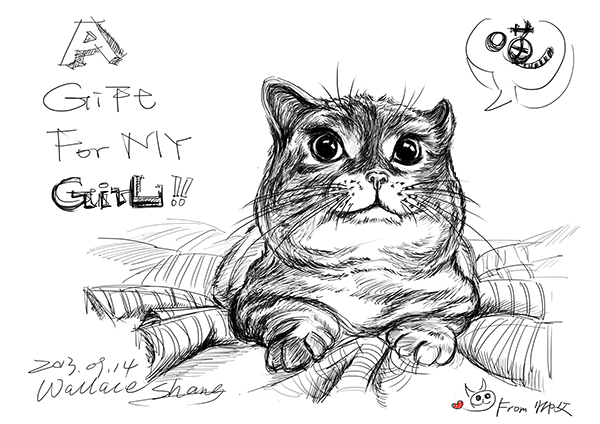 A
Gift
For MY
GirL!!
喵
2013.09.14
Wallace Shang
From